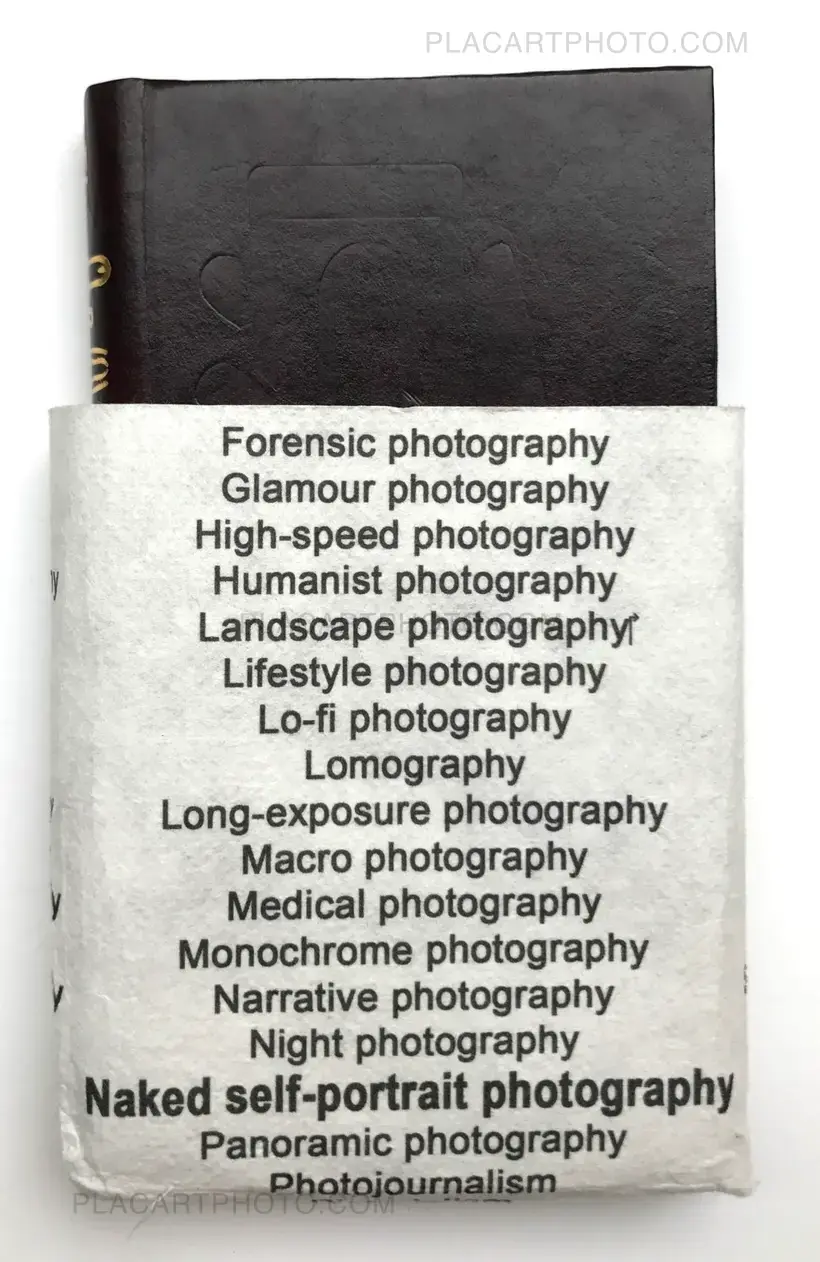 PLACARTPHOTO.COM
Forensic photography
Glamour photography
High-speed photography
Humanist photography
Landscape photography
Lifestyle photography
Lo-fi photography
Lomography
Long-exposure photography
Macro photography
Medical photography
Monochrome photography
Narrative photography
Night photography
Naked self-portrait photography
Panoramic photography
Photojournalism
PLACARTPHOTO.COM